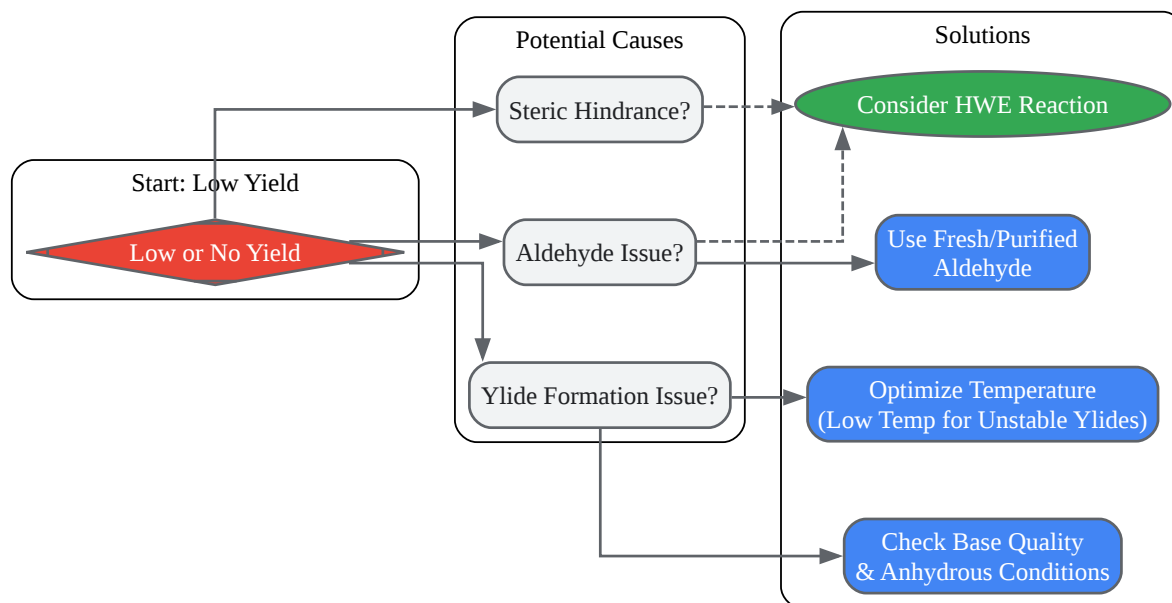 Potential Causes
Solutions
Steric Hindrance?
Consider HWE Reaction
Start: Low Yield
Low or No Yield
Aldehyde Issue?
Use Fresh/Purified
Aldehyde
Ylide Formation Issue?
Optimize Temperature
(Low Temp for Unstable Ylides)
Check Base Quality
& Anhydrous Conditions